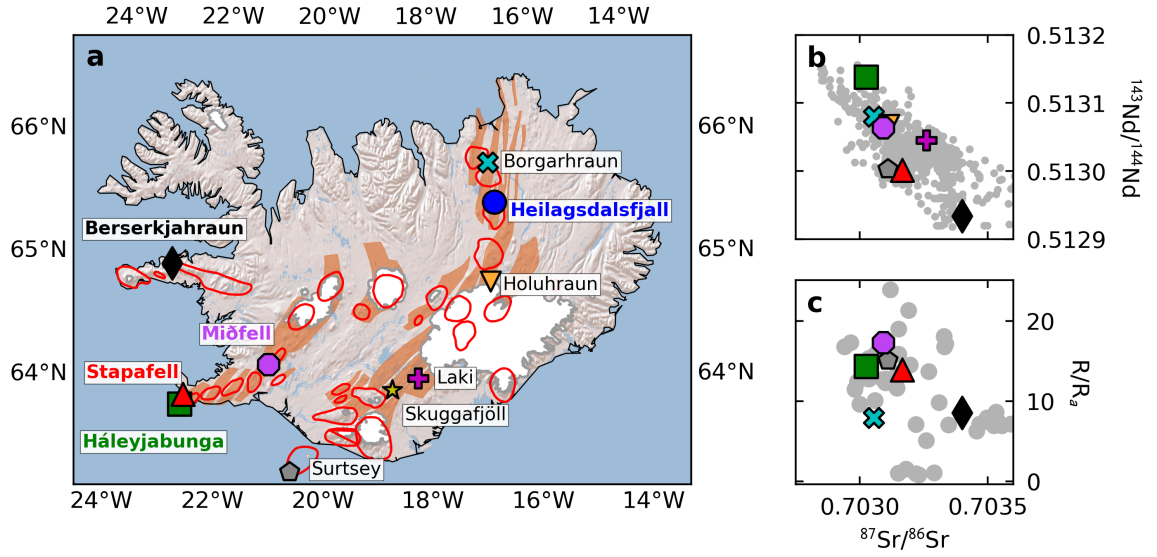 24°W 22°W 20°W 18°W 16°W 14°W
a
66°N
65°N
64°N
66°N
65°N
64°N
Borgarhraun
Heilagsdalsfjall
Berserkjahraun
Holuhraun
Miðfell
Stapafell
Laki
Skuggafjöll
Háleyjabunga
Surtsey
24°W 22°W 20°W 18°W 16°W 14°W
b
0.5132
0.5131
0.5130
0.5129
¹⁴³Nd/¹⁴⁴Nd
c
20
10
0
R/Rₐ
0.7030 0.7035
⁸⁷Sr/⁸⁶Sr